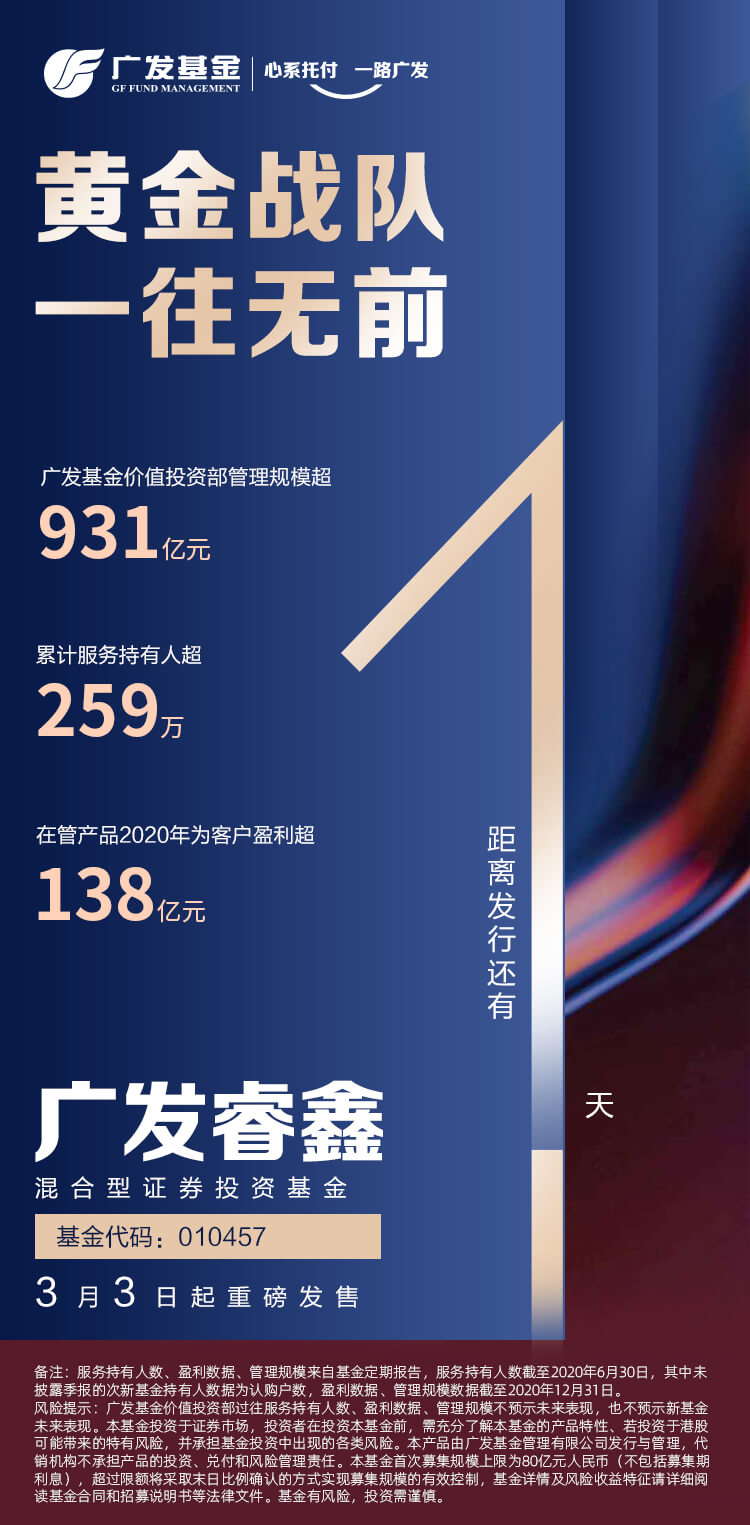 广发基金 心系托付 一路广发
GF FUND MANAGEMENT
黄金战队
一往无前
广发基金价值投资部管理规模超
931亿元
累计服务持有人超
259万
在管产品2020年为客户盈利超
138亿元
距离发行还有
1
天
广发睿鑫
混合型证券投资基金
基金代码：010457
3月3日起重磅发售
备注：服务持有人数、盈利数据、管理规模来自基金定期报告，服务持有人数截至2020年6月30日，其中未
披露季报的次新基金持有人数据为认购户数，盈利数据、管理规模数据截至2020年12月31日。
风险提示：广发基金价值投资部过往服务持有人数、盈利数据、管理规模不预示未来表现，也不预示新基金
未来表现。本基金投资于证券市场，投资者在投资本基金前，需充分了解本基金的产品特性、若投资于港股
可能带来的特有风险，并承担基金投资中出现的各类风险。本产品由广发基金管理有限公司发行与管理，代
销机构不承担产品的投资、兑付和风险管理责任。本基金首次募集规模上限为80亿元人民币（不包括募集期
利息），超过限额将采取末日比例确认的方式实现募集规模的有效控制，基金详情及风险收益特征请详细阅
读基金合同和招募说明书等法律文件。基金有风险，投资需谨慎。